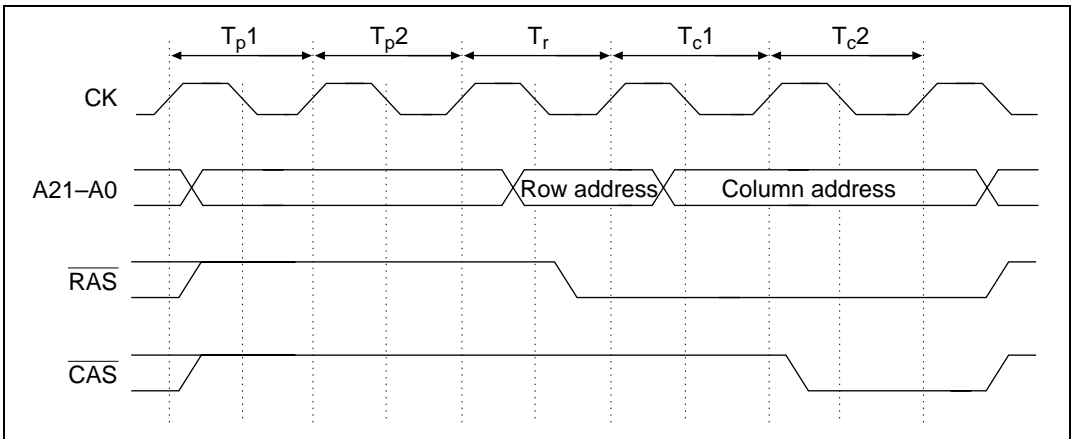 Tp1 Tp2 Tr Tc1 Tc2
CK
A21–A0 Row address Column address
RAS
CAS